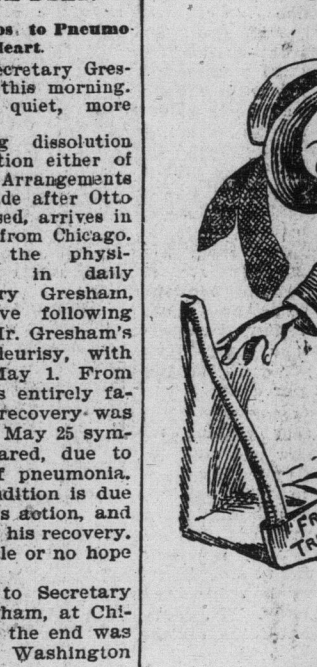 ps to Pneumo-
Heart.
ecretary Gres-
this morning.
quiet, more
g dissolution
tion either of
Arrangements
de after Otto
sed, arrives in
from Chicago.
the physi-
in daily
ry Gresham,
ve following
Mr. Gresham's
leurisy, with
May 1. From
s entirely fa-
recovery was
May 25 sym-
ared, due to
f pneumonia.
ndition is due
s action, and
his recovery.
le or no hope
to Secretary
ham, at Chi-
the end was
Washington
"FR
TR